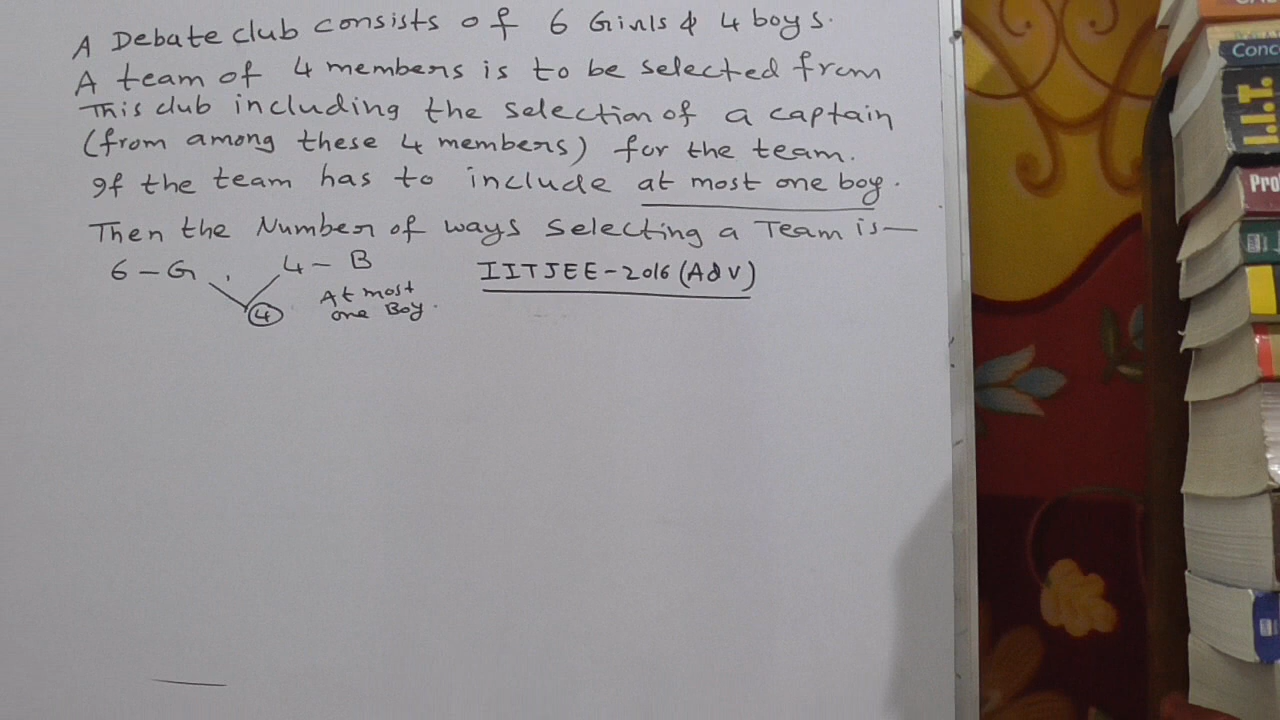 A Debate club consists of 6 Girls & 4 boys.
A team of 4 members is to be selected from
This club including the selection of a captain
(from among these 4 members) for the team.
If the team has to include at most one boy.
Then the Number of ways selecting a Team is—
6-G, 4-B
IITJEE-2016 (Adv)
At most
one Boy.
4
Conc
I.I.T.
Pro